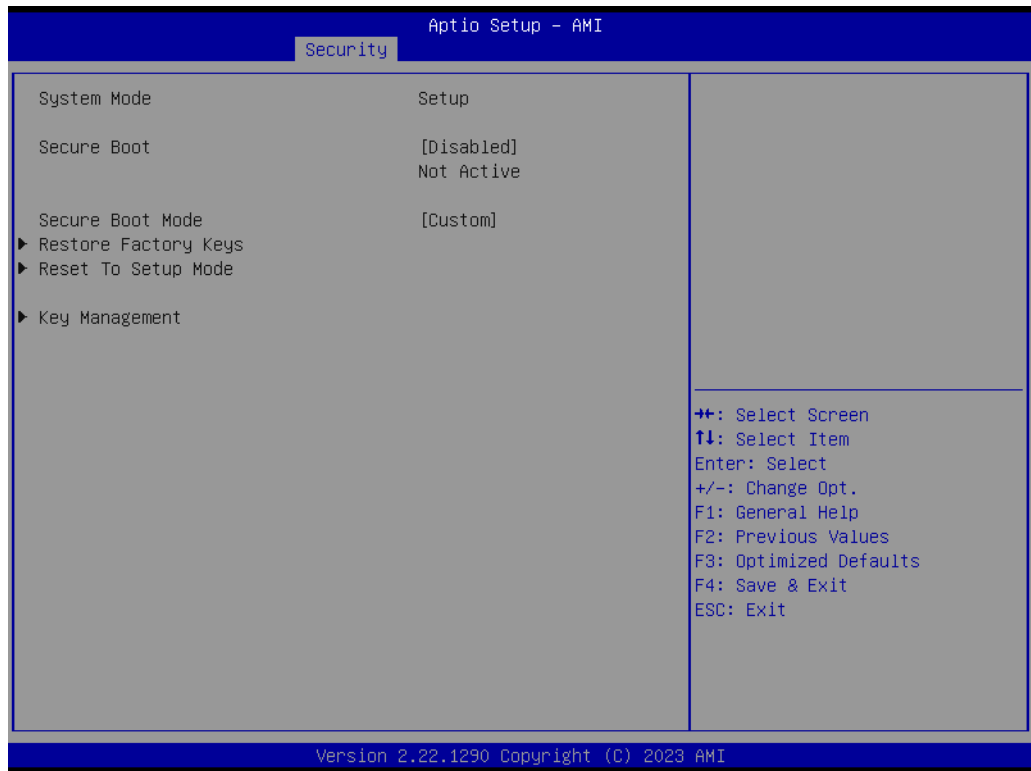 Aptio Setup – AMI
Security
System Mode Setup
Secure Boot [Disabled]
Not Active
Secure Boot Mode [Custom]
▶ Restore Factory Keys
▶ Reset To Setup Mode
▶ Key Management
→←: Select Screen
↑↓: Select Item
Enter: Select
+/-: Change Opt.
F1: General Help
F2: Previous Values
F3: Optimized Defaults
F4: Save & Exit
ESC: Exit
Version 2.22.1290 Copyright (C) 2023 AMI